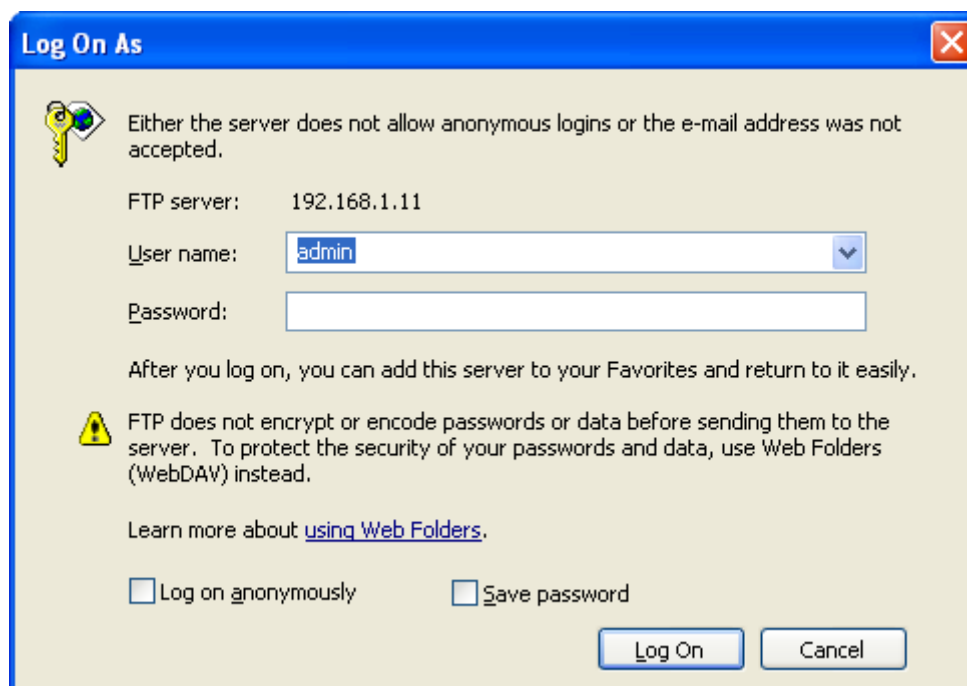 Log On As
Either the server does not allow anonymous logins or the e-mail address was not
accepted.
FTP server: 192.168.1.11
User name: admin
Password:
After you log on, you can add this server to your Favorites and return to it easily.
FTP does not encrypt or encode passwords or data before sending them to the
server. To protect the security of your passwords and data, use Web Folders
(WebDAV) instead.
Learn more about using Web Folders.
Log on anonymously Save password
Log On Cancel